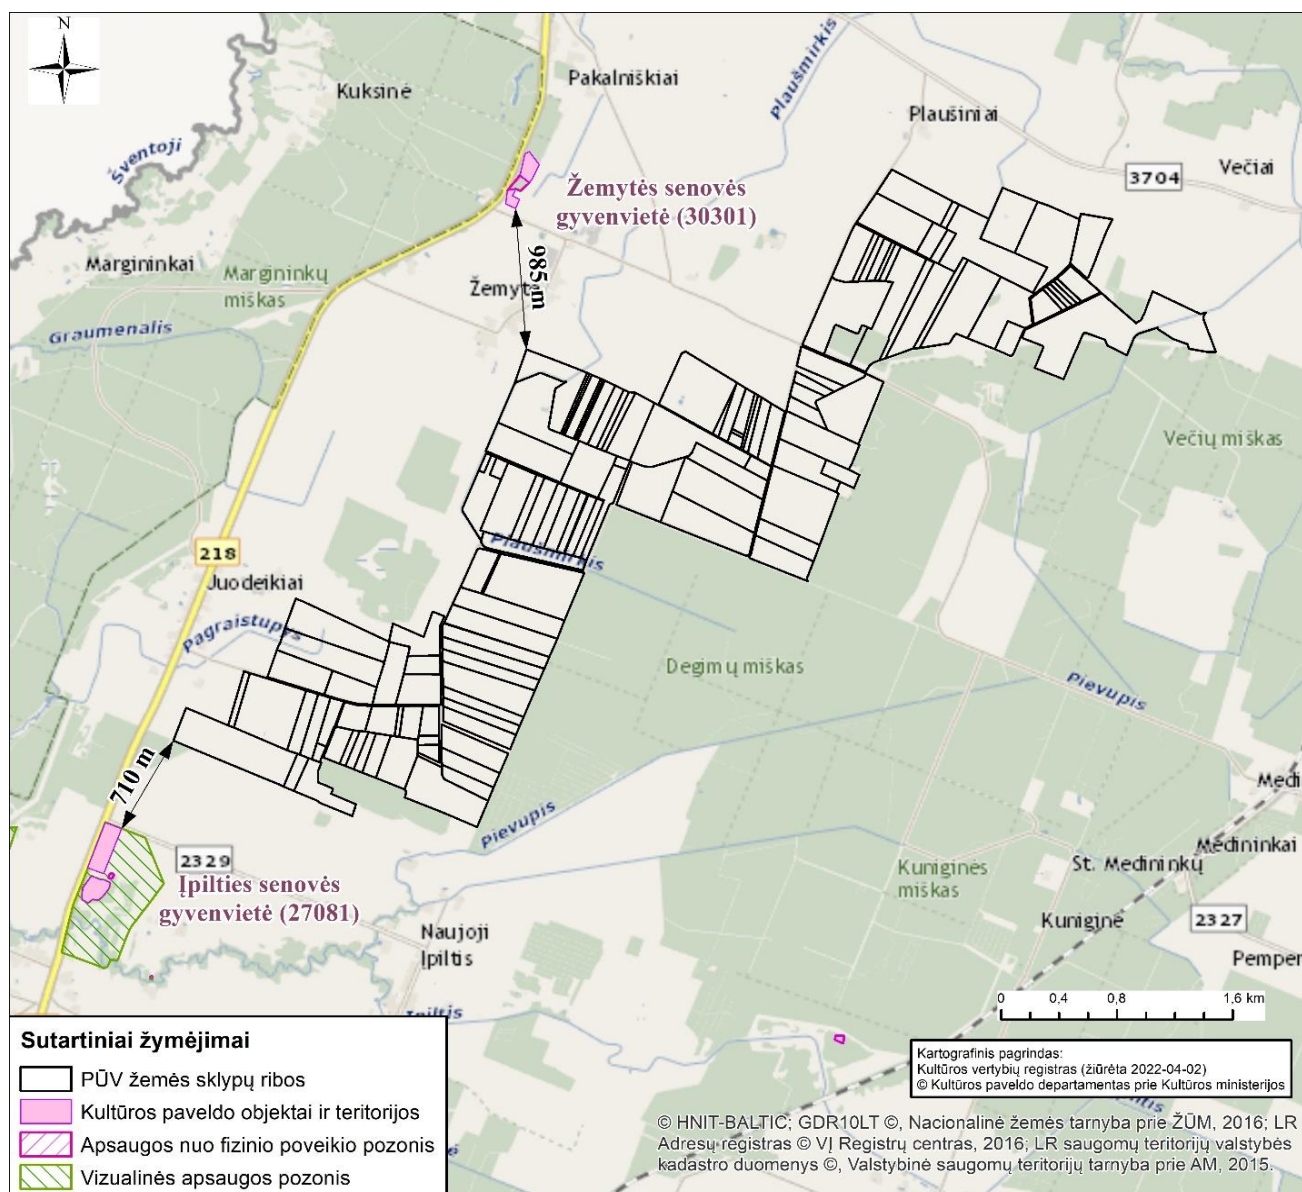 N
Kuksinė
Pakalniškiai
Plaušmirkis
Plaušiniai
Šventoji
3704
Večiai
Žemytės senovės
gyvenvietė (30301)
Margininkai
Margininkų
miškas
985 m
Graumenalis
Večių miškas
218
Juodeikiai
Plaušmirkis
Pagraistupys
Degimų miškas
Pievupis
710 m
Pievupis
Medininkai
2329
Įpilties senovės
gyvenvietė (27081)
Kuniginės
miškas
St. Medininkų
Kuniginė
2327
Naujoji
Įpiltis
Įpiltis
0 0,4 0,8 1,6 km
Sutartiniai žymėjimai
PŪV žemės sklypų ribos
Kultūros paveldo objektai ir teritorijos
Apsaugos nuo fizinio poveikio pozonis
Vizualinės apsaugos pozonis
Kartografinis pagrindas:
Kultūros vertybių registras (žiūrėta 2022-04-02)
© Kultūros paveldo departamentas prie Kultūros ministerijos
© HNIT-BALTIC; GDR10LT ©, Nacionalinė žemės tarnyba prie ŽŪM, 2016; LR
Adresų registras © VĮ Registrų centras, 2016; LR saugomų teritorijų valstybės
kadastro duomenys ©, Valstybinė saugomų teritorijų tarnyba prie AM, 2015.